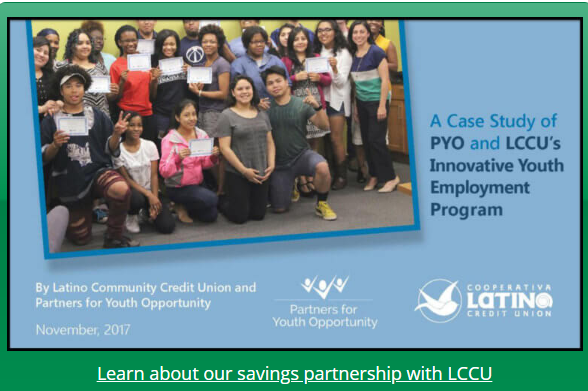 A Case Study of
PYO and LCCU's
Innovative Youth
Employment
Program
By Latino Community Credit Union and
Partners for Youth Opportunity
November, 2017
Partners for
Youth Opportunity
COOPERATIVA
LATINO
CREDIT UNION
Learn about our savings partnership with LCCU